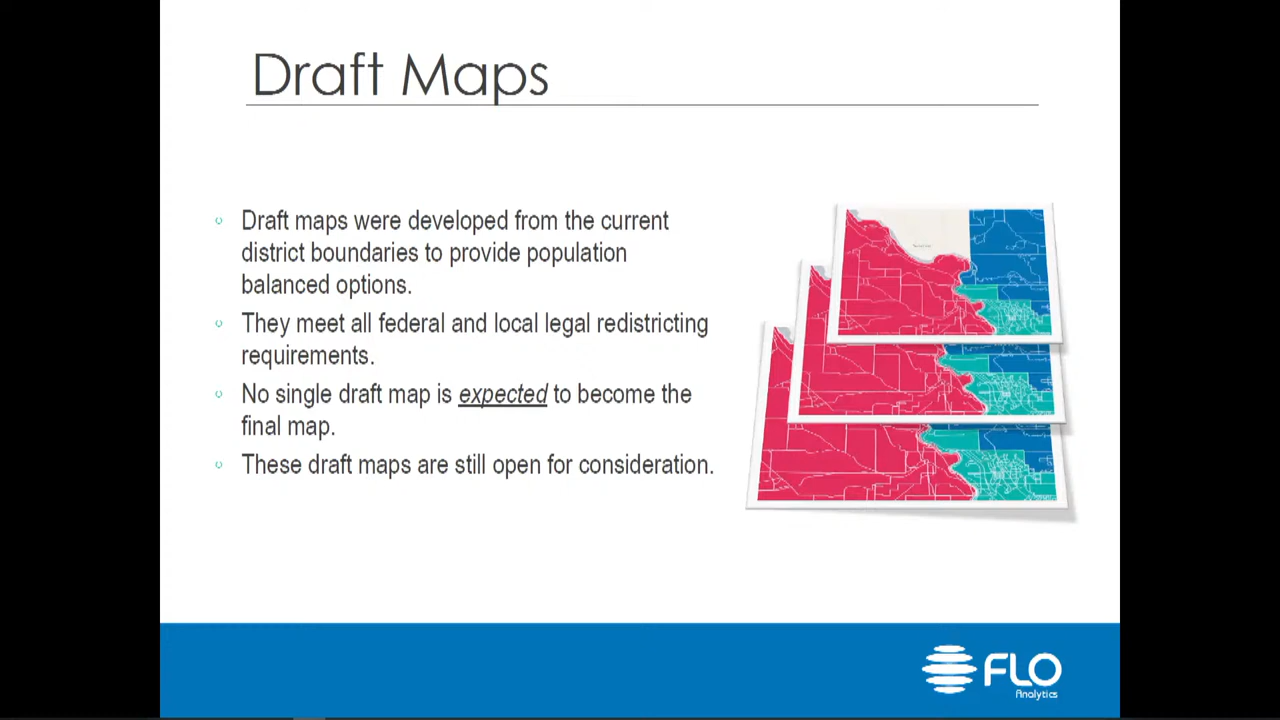 Draft Maps
Draft maps were developed from the current
district boundaries to provide population
balanced options.
They meet all federal and local legal redistricting
requirements.
No single draft map is expected to become the
final map.
These draft maps are still open for consideration.
FLO
Analytics